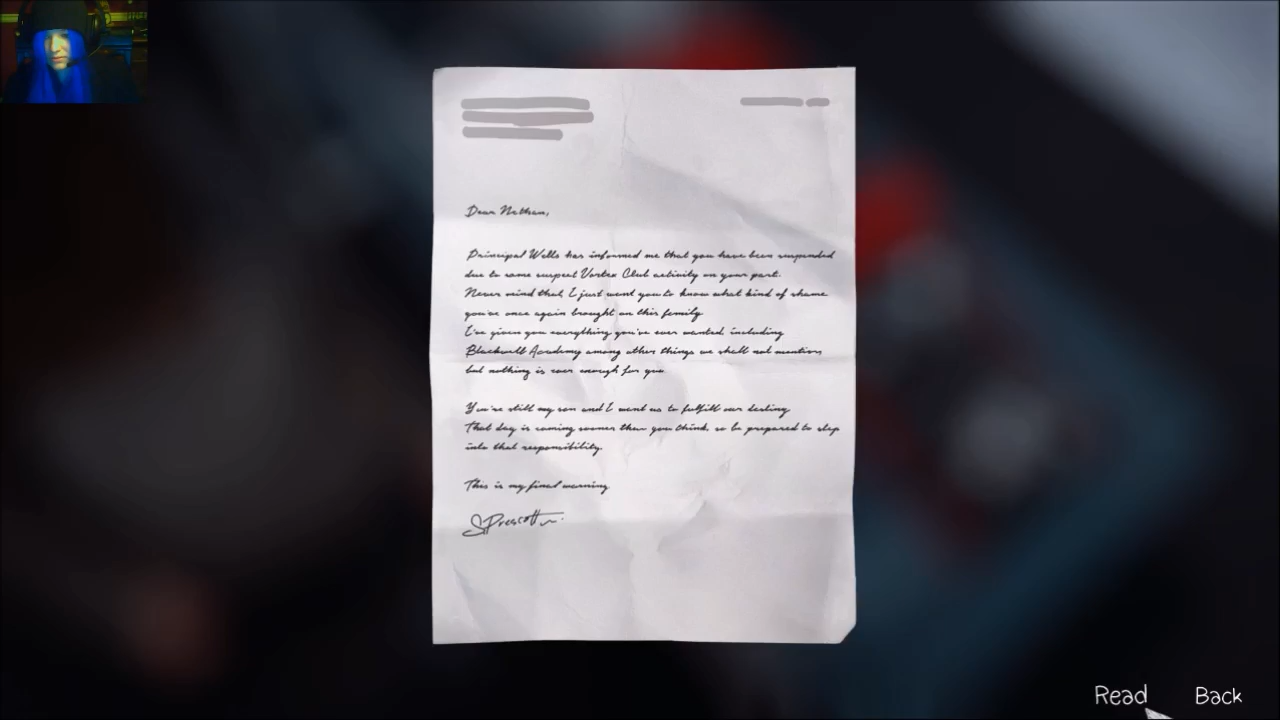 Dear Nathan,
Principal Wells has informed me that you have been suspended
due to some suspect Vortex Club activity on your part.
Never mind that, I just want you to know what kind of shame
you've once again brought on this family
I've given you everything you've ever wanted including
Blackwell Academy among other things we shall not mention,
but nothing is ever enough for you.
You're still my son and I want us to fulfill our destiny
That day is coming sooner than you think, so be prepared to step
into that responsibility.
This is my final warning
S Prescott
Read
Back